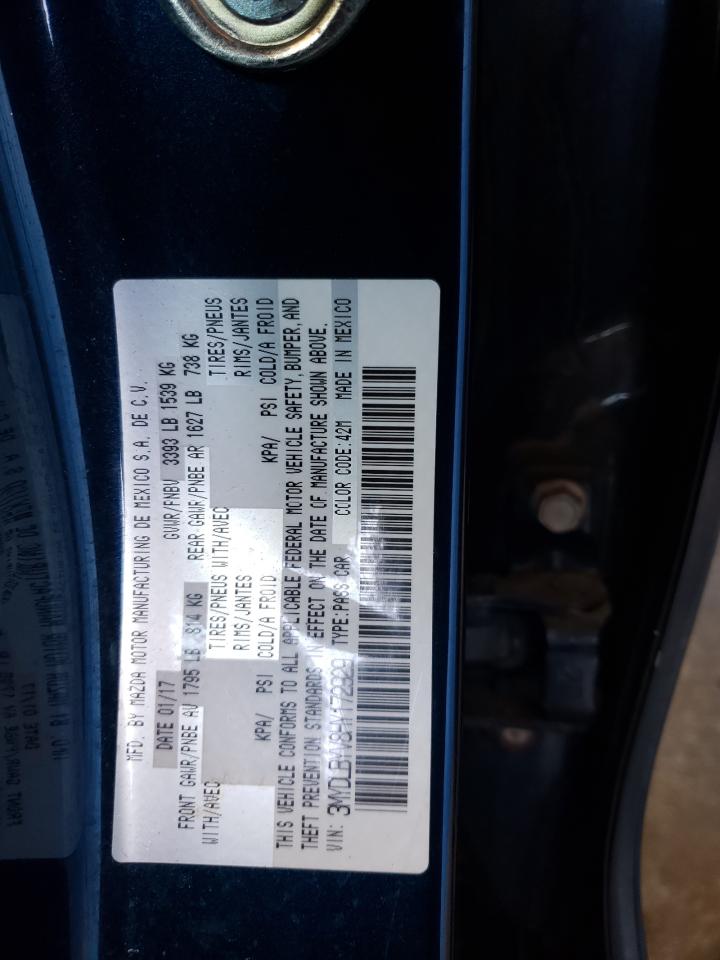 MFD. BY MAZDA MOTOR MANUFACTURING DE MEXICO S.A. DE C.V.
DATE 01/17 GVWR/PNBV 3393 LB 1539 KG
FRONT GAWR/PNBE AV 1795 LB 814 KG REAR GAWR/PNBE AR 1627 LB 738 KG
WITH/AVEC TIRES/PNEUS WITH/AVEC TIRES/PNEUS
RIMS/JANTES RIMS/JANTES
KPA/ PSI COLD/A FROID KPA/ PSI COLD/A FROID
THIS VEHICLE CONFORMS TO ALL APPLICABLE FEDERAL MOTOR VEHICLE SAFETY, BUMPER, AND
THEFT PREVENTION STANDARDS IN EFFECT ON THE DATE OF MANUFACTURE SHOWN ABOVE.
VIN: 3MYDLBYV8HY172929 TYPE:PASS CAR COLOR CODE:42M MADE IN MEXICO